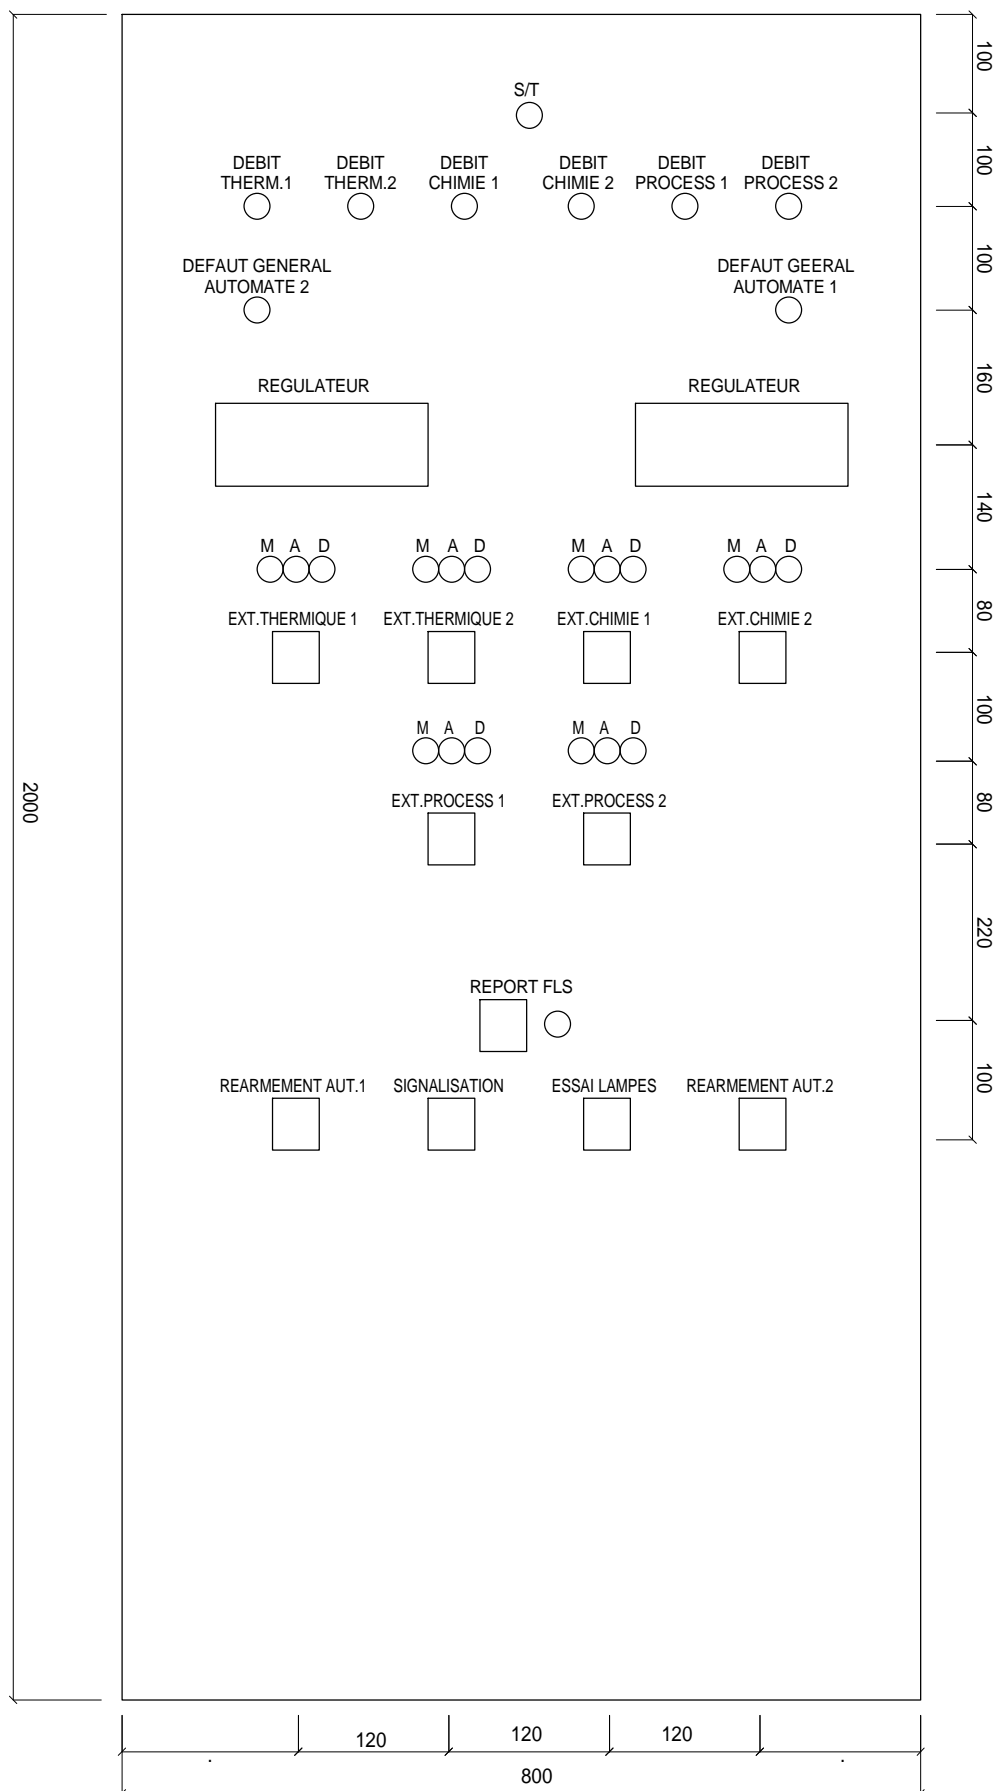 S/T
DEBIT THERM.1
DEBIT THERM.2
DEBIT CHIMIE 1
DEBIT CHIMIE 2
DEBIT PROCESS 1
DEBIT PROCESS 2
DEFAUT GENERAL
AUTOMATE 2
DEFAUT GEERAL
AUTOMATE 1
REGULATEUR
REGULATEUR
M A D
M A D
M A D
M A D
EXT.THERMIQUE 1
EXT.THERMIQUE 2
EXT.CHIMIE 1
EXT.CHIMIE 2
M A D
M A D
EXT.PROCESS 1
EXT.PROCESS 2
REPORT FLS
REARMEMENT AUT.1
SIGNALISATION
ESSAI LAMPES
REARMEMENT AUT.2
100
100
100
160
140
80
100
80
220
100
2000
120
120
120
800